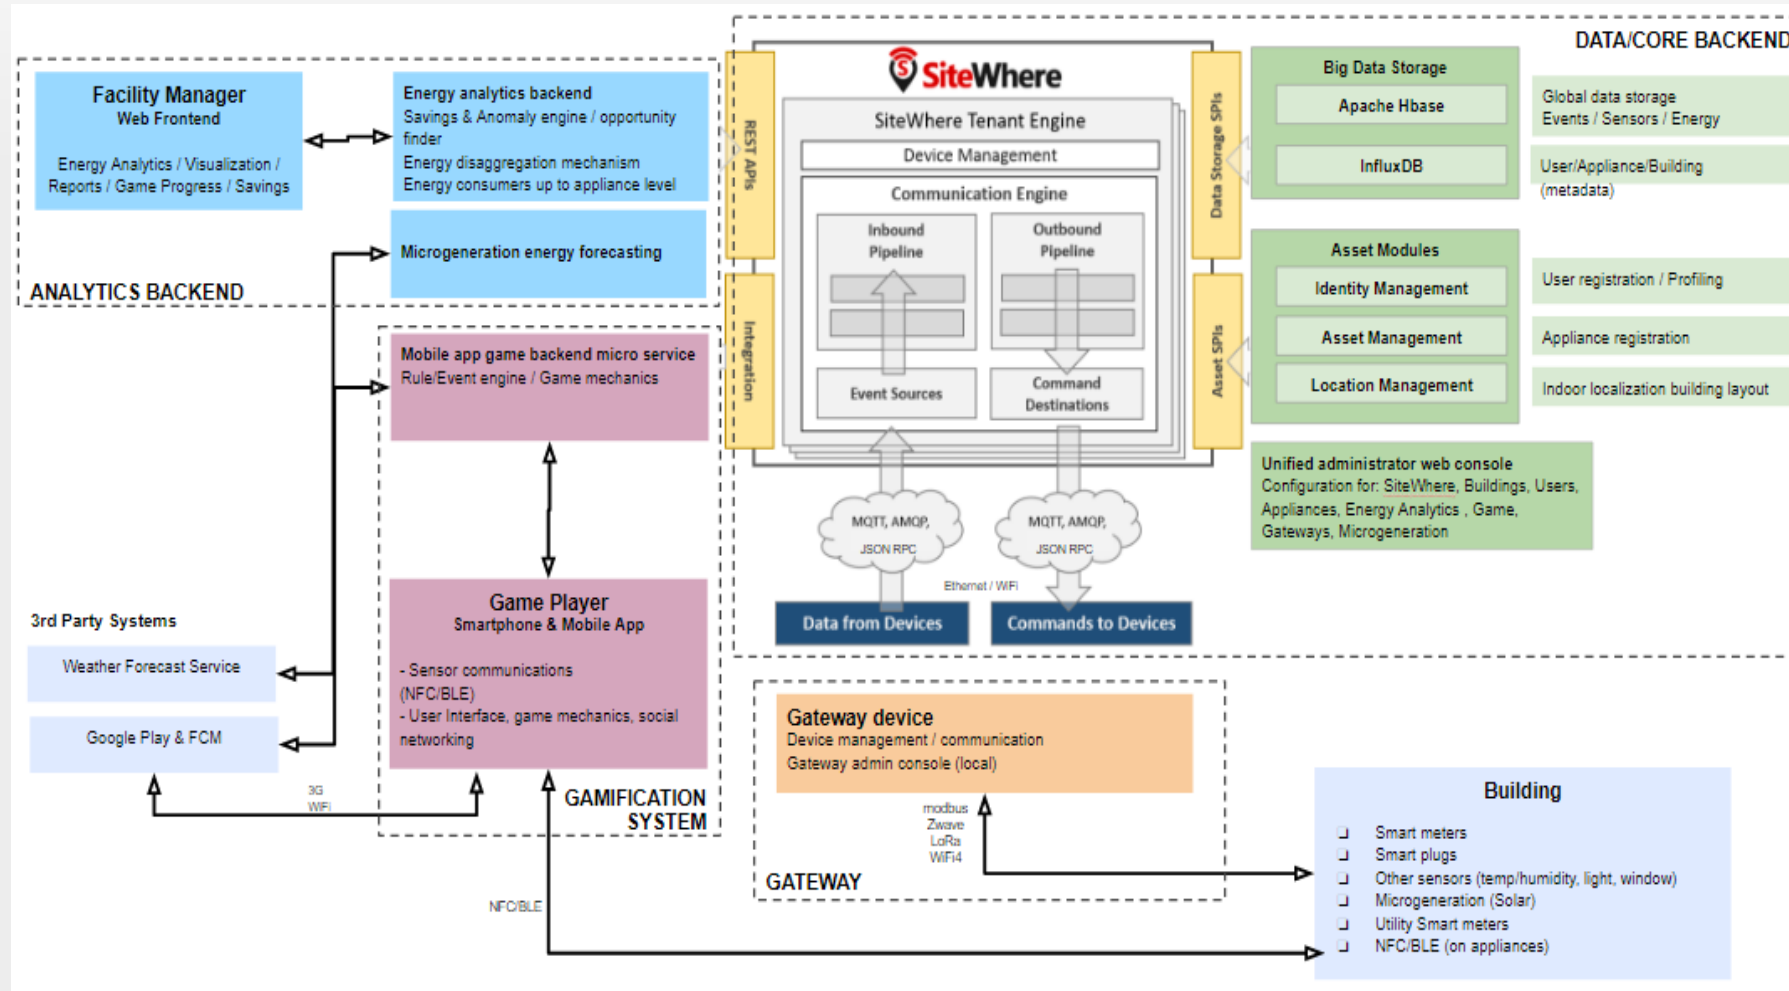 DATA/CORE BACKEND
Facility Manager
Web Frontend
Energy Analytics / Visualization /
Reports / Game Progress / Savings
Energy analytics backend
Savings & Anomaly engine / opportunity
finder
Energy disaggregation mechanism
Energy consumers up to appliance level
Microgeneration energy forecasting
ANALYTICS BACKEND
REST APIs
Integration
S
SiteWhere
SiteWhere Tenant Engine
Device Management
Communication Engine
Inbound
Pipeline
Outbound
Pipeline
Event Sources
Command
Destinations
Data Storage SPIs
Asset SPIs
Big Data Storage
Apache Hbase
InfluxDB
Global data storage
Events / Sensors / Energy
User/Appliance/Building
(metadata)
Asset Modules
Identity Management
Asset Management
Location Management
User registration / Profiling
Appliance registration
Indoor localization building layout
Unified administrator web console
Configuration for: SiteWhere, Buildings, Users,
Appliances, Energy Analytics , Game,
Gateways, Microgeneration
MQTT, AMQP,
JSON RPC
MQTT, AMQP,
JSON RPC
Ethernet / WiFi
Data from Devices
Commands to Devices
Mobile app game backend micro service
Rule/Event engine / Game mechanics
Game Player
Smartphone & Mobile App
- Sensor communications
(NFC/BLE)
- User Interface, game mechanics, social
networking
GAMIFICATION
SYSTEM
3rd Party Systems
Weather Forecast Service
Google Play & FCM
3G
WiFi
NFC/BLE
Gateway device
Device management / communication
Gateway admin console (local)
modbus
Zwave
LoRa
WiFi4
GATEWAY
Building
❑ Smart meters
❑ Smart plugs
❑ Other sensors (temp/humidity, light, window)
❑ Microgeneration (Solar)
❑ Utility Smart meters
❑ NFC/BLE (on appliances)